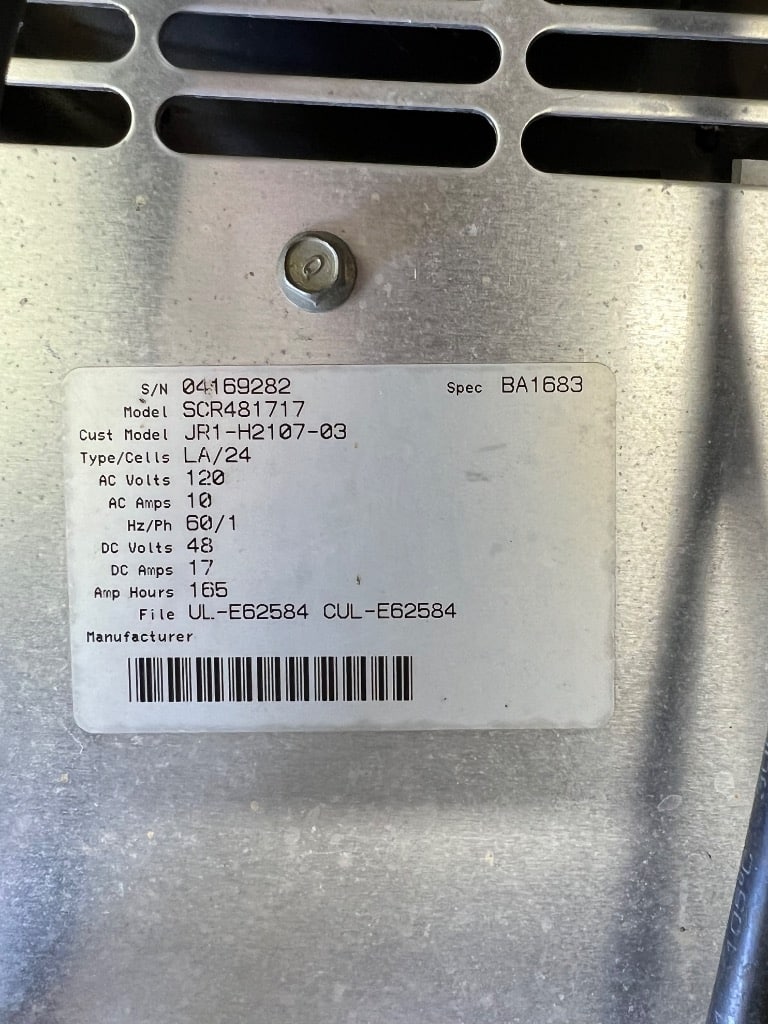 S/N 04169282 Spec BA1683
Model SCR481717
Cust Model JR1-H2107-03
Type/Cells LA/24
AC Volts 120
AC Amps 10
Hz/Ph 60/1
DC Volts 48
DC Amps 17
Amp Hours 165
File UL-E62584 CUL-E62584
Manufacturer
105°C